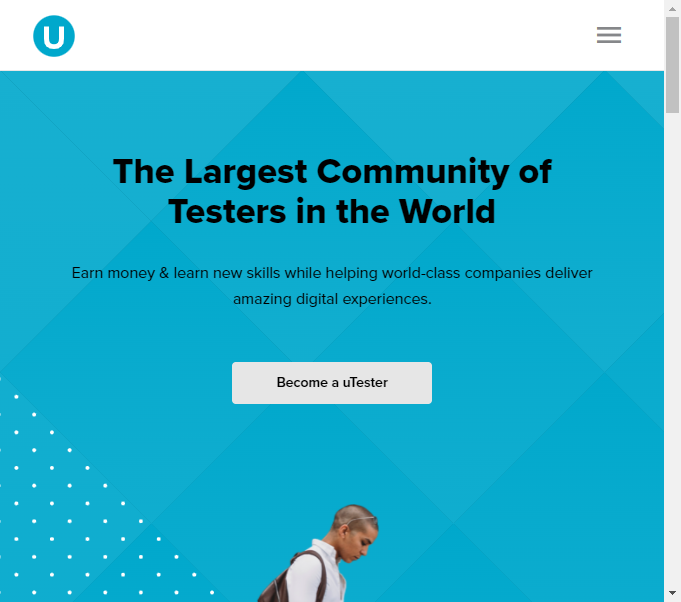 U
The Largest Community of
Testers in the World
Earn money & learn new skills while helping world-class companies deliver
amazing digital experiences.
Become a uTester